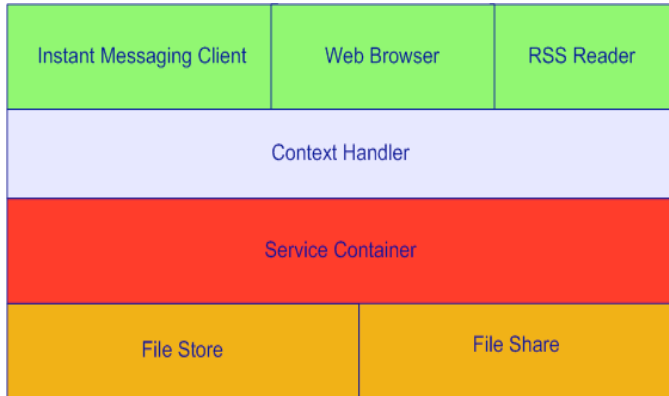 Instant Messaging Client
Web Browser
RSS Reader
Context Handler
Service Container
File Store
File Share